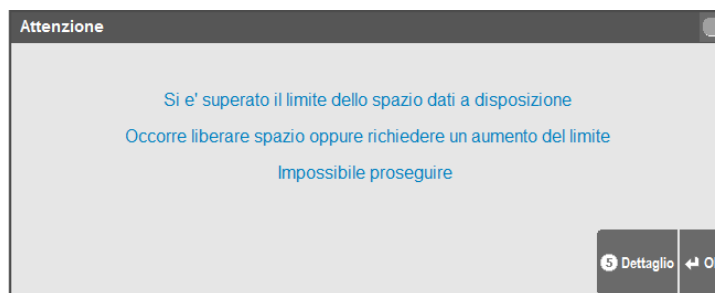 Attenzione
Si e' superato il limite dello spazio dati a disposizione
Occorre liberare spazio oppure richiedere un aumento del limite
Impossibile proseguire
5 Dettaglio